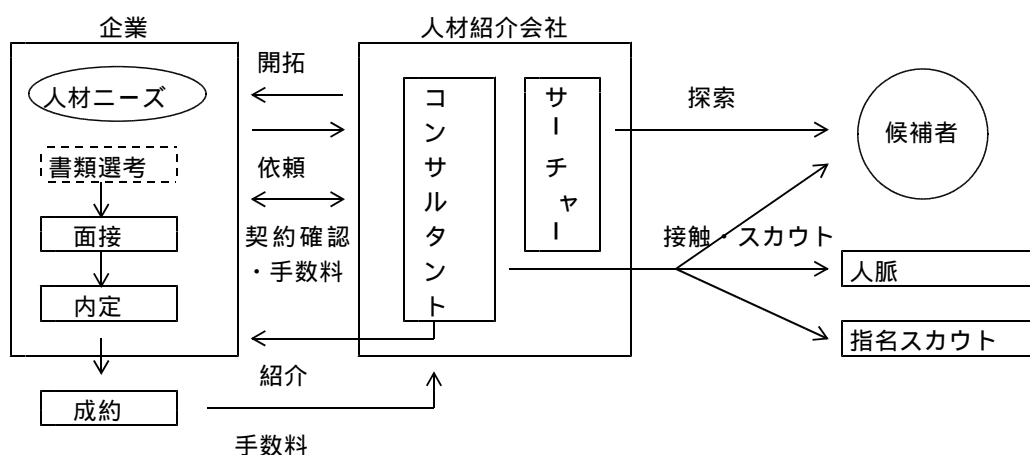 企業
人材紹介会社
人材ニーズ
開拓
コンサルタント
サーチャー
探索
候補者
書類選考
依頼
面接
契約確認
・手数料
接触・スカウト
人脈
内定
指名スカウト
紹介
成約
手数料